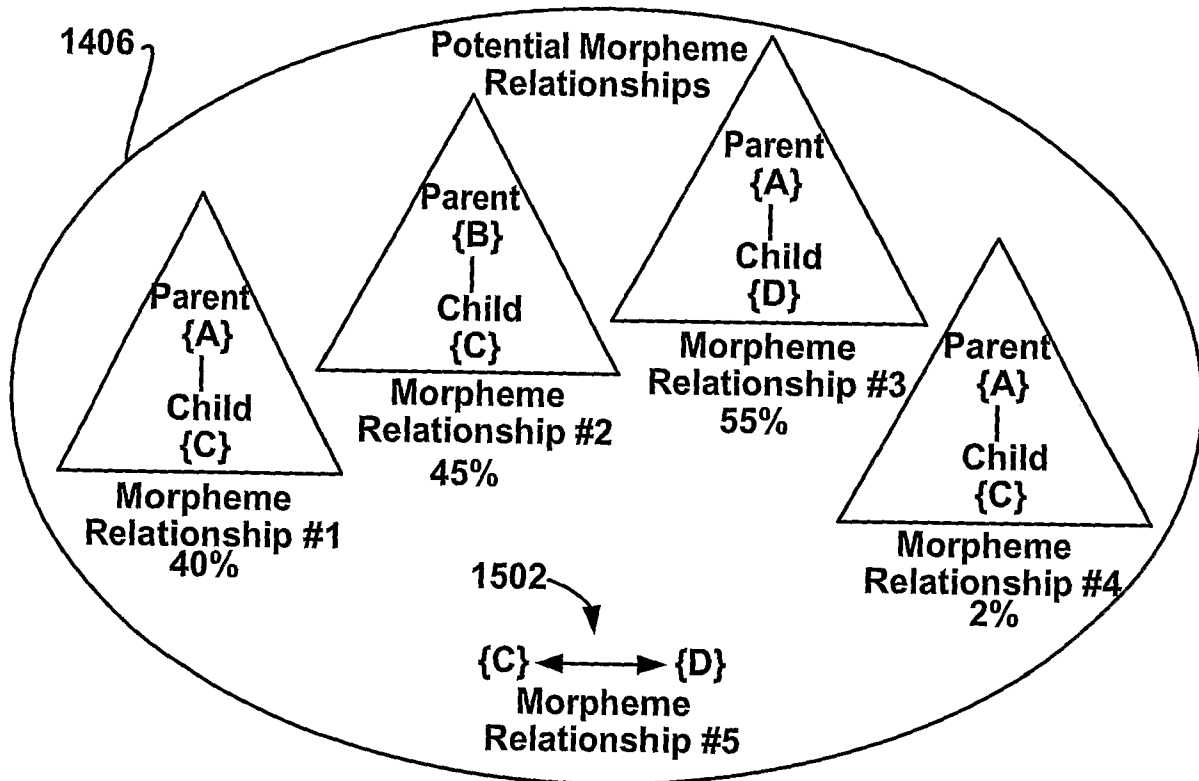 1406
Potential Morpheme
Relationships
Parent
{A}
Child
{C}
Morpheme
Relationship #1
40%
Parent
{B}
Child
{C}
Morpheme
Relationship #2
45%
Parent
{A}
Child
{D}
Morpheme
Relationship #3
55%
Parent
{A}
Child
{C}
Morpheme
Relationship #4
2%
1502
{C} {D}
Morpheme
Relationship #5